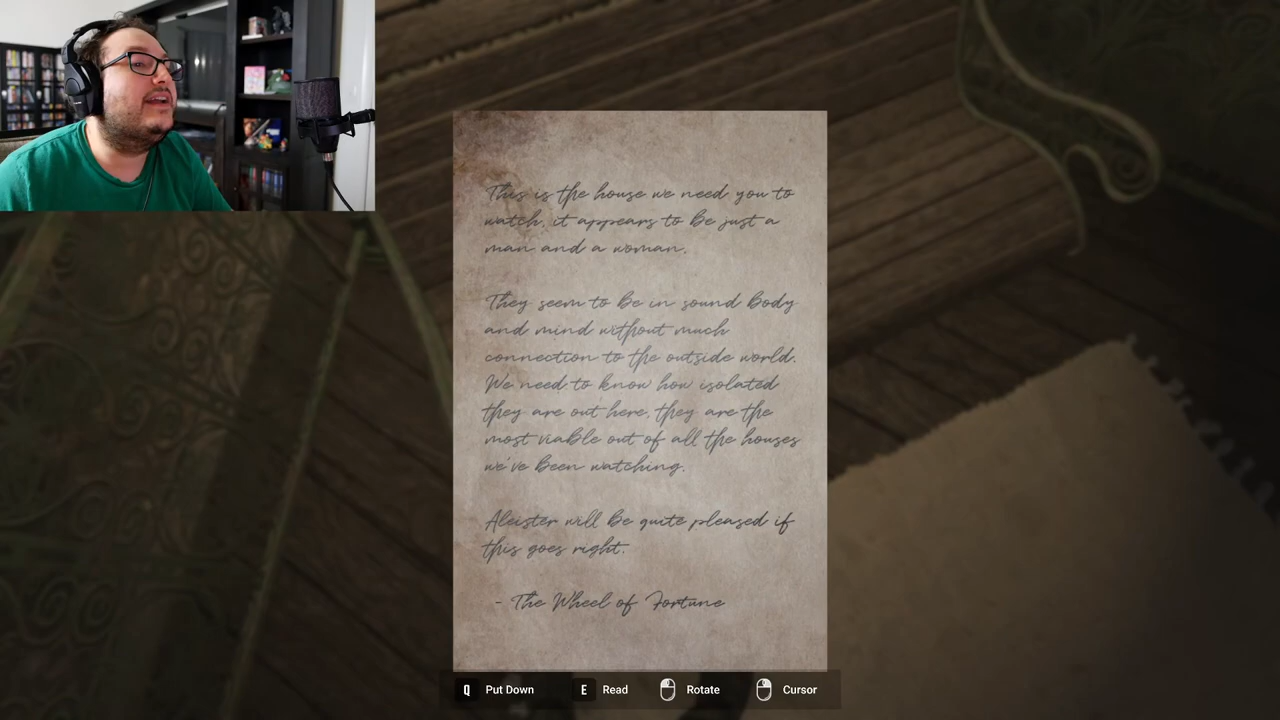 This is the house we need you to
watch, it appears to be just a
man and a woman.
They seem to be in sound body
and mind without much
connection to the outside world.
We need to know how isolated
they are out here, they are the
most viable out of all the houses
we've been watching.
Aleister will be quite pleased if
this goes right.
- The Wheel of Fortune
Q Put Down E Read Rotate Cursor